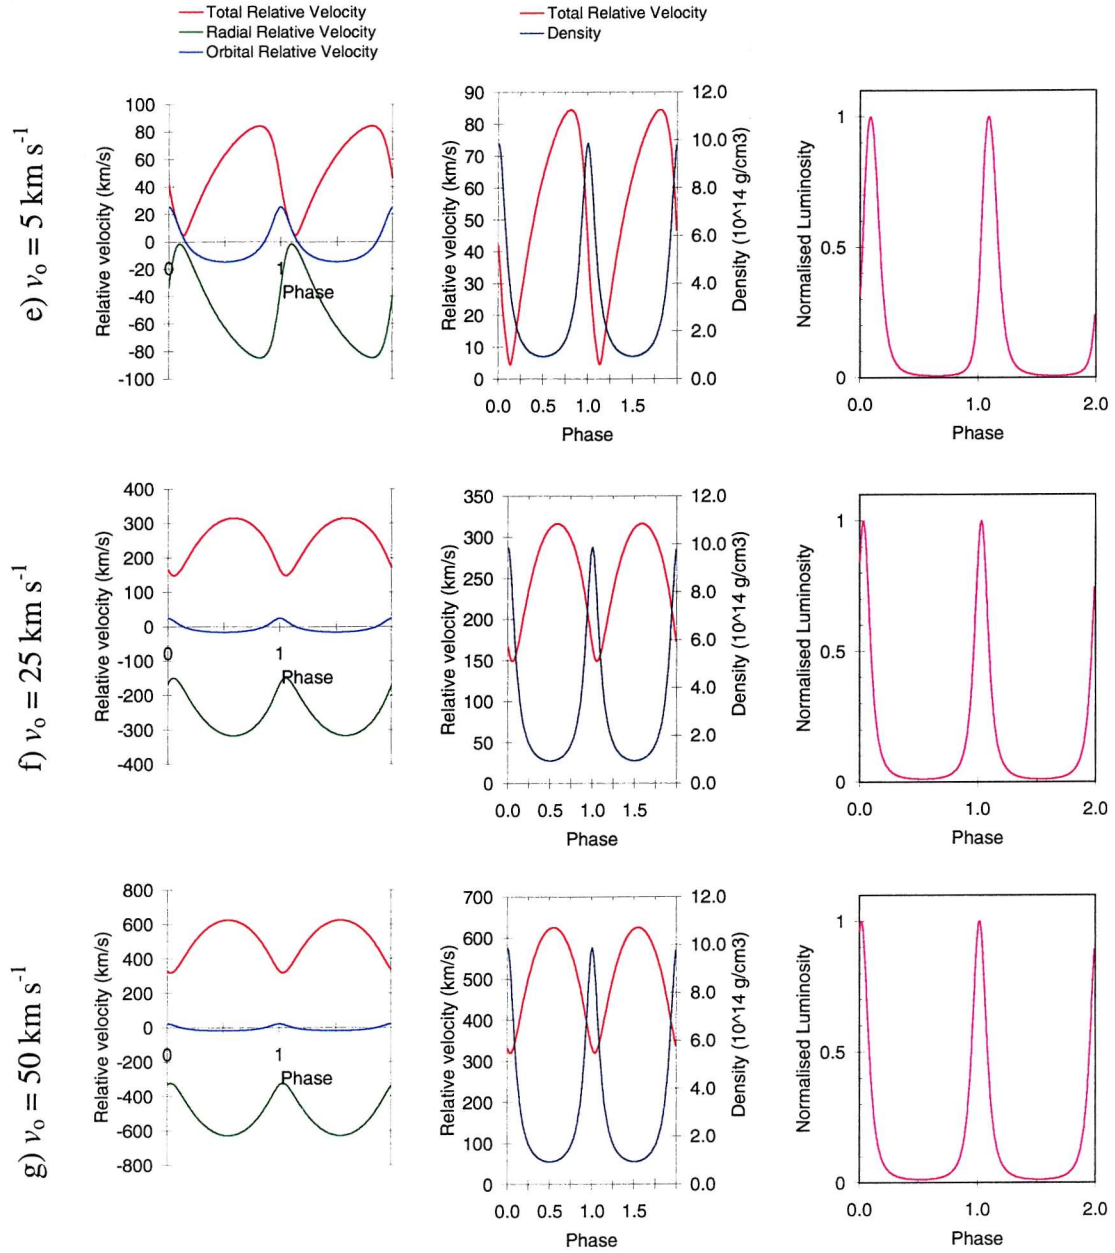 Total Relative Velocity
Radial Relative Velocity
Orbital Relative Velocity
Total Relative Velocity
Density
e) v₀ = 5 km s⁻¹
Relative velocity (km/s)
100
80
60
40
20
0
-20
-40
-60
-80
-100
0
1
Phase
Relative velocity (km/s)
90
80
70
60
50
40
30
20
10
0
0.0 0.5 1.0 1.5
Phase
12.0
10.0
8.0
6.0
4.0
2.0
0.0
Density (10^14 g/cm3)
Normalised Luminosity
1
0.5
0
0.0 1.0 2.0
Phase
f) v₀ = 25 km s⁻¹
Relative velocity (km/s)
400
300
200
100
0
-100
-200
-300
-400
0
1
Phase
Relative velocity (km/s)
350
300
250
200
150
100
50
0
0.0 0.5 1.0 1.5
Phase
12.0
10.0
8.0
6.0
4.0
2.0
0.0
Density (10^14 g/cm3)
Normalised Luminosity
1
0.5
0
0.0 1.0 2.0
Phase
g) v₀ = 50 km s⁻¹
Relative velocity (km/s)
800
600
400
200
0
-200
-400
-600
-800
0
1
Phase
Relative velocity (km/s)
700
600
500
400
300
200
100
0
0.0 0.5 1.0 1.5
Phase
12.0
10.0
8.0
6.0
4.0
2.0
0.0
Density (10^14 g/cm3)
Normalised Luminosity
1
0.5
0
0.0 1.0 2.0
Phase